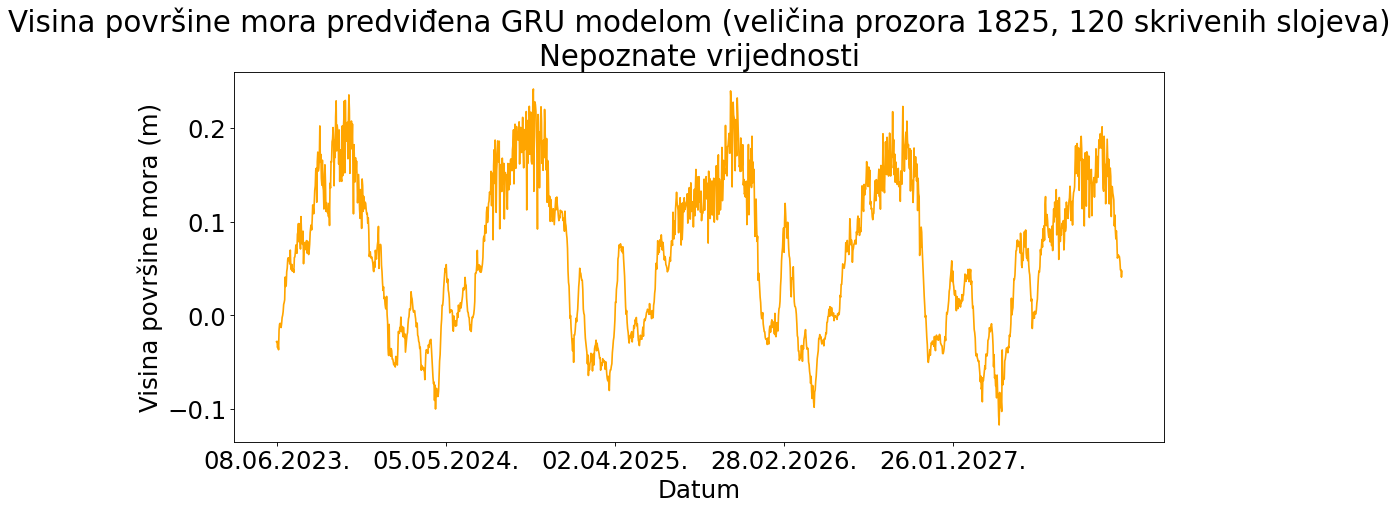 Visina površine mora predviđena GRU modelom (veličina prozora 1825, 120 skrivenih slojeva)
Nepoznate vrijednosti
Visina površine mora (m)
0.2
0.1
0.0
−0.1
08.06.2023. 05.05.2024. 02.04.2025. 28.02.2026. 26.01.2027.
Datum